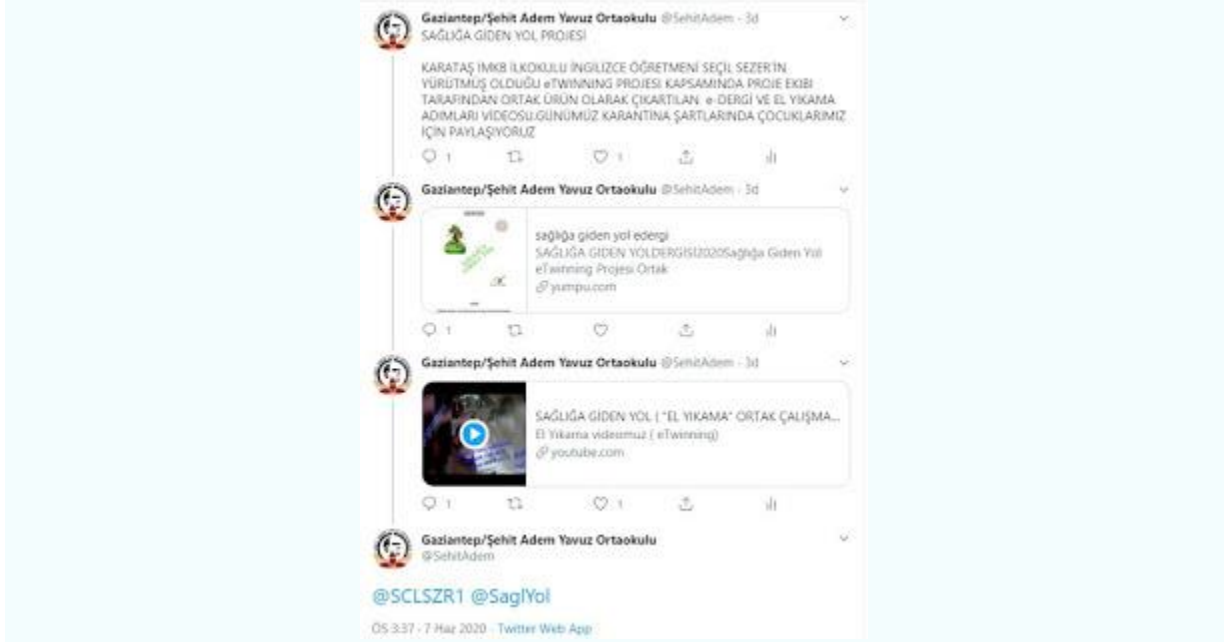 Gaziantep/Şehit Adem Yavuz Ortaokulu @SehitAdem · 3d
SAĞLIĞA GİDEN YOL PROJESİ
KARATAŞ IMKB İLKOKULU İNGİLİZCE ÖĞRETMENİ SEÇİL SEZER'İN
YÜRÜTMÜŞ OLDUĞU eTWINNING PROJESI KAPSAMINDA PROJE EKIBI
TARAFINDAN ORTAK ÜRÜN OLARAK ÇIKARTILAN e-DERGİ VE EL YIKAMA
ADIMLARI VİDEOSU.GÜNÜMÜZ KARANTİNA ŞARTLARINDA ÇOCUKLARIMIZ
İÇİN PAYLAŞIYORUZ
1 1
Gaziantep/Şehit Adem Yavuz Ortaokulu @SehitAdem · 3d
sağlığa giden yol edergi
SAĞLIĞA GİDEN YOLDERGİSİ2020Sağlığa Giden Yol
eTwinning Projesi Ortak
yumpu.com
1
Gaziantep/Şehit Adem Yavuz Ortaokulu @SehitAdem · 3d
SAĞLIĞA GİDEN YOL ( "EL YIKAMA" ORTAK ÇALIŞMA...
El Yıkama videomuz ( eTwinning)
youtube.com
1 1
Gaziantep/Şehit Adem Yavuz Ortaokulu
@SehitAdem
@SCLSZR1 @SaglYol
ÖS 3:37 · 7 Haz 2020 · Twitter Web App